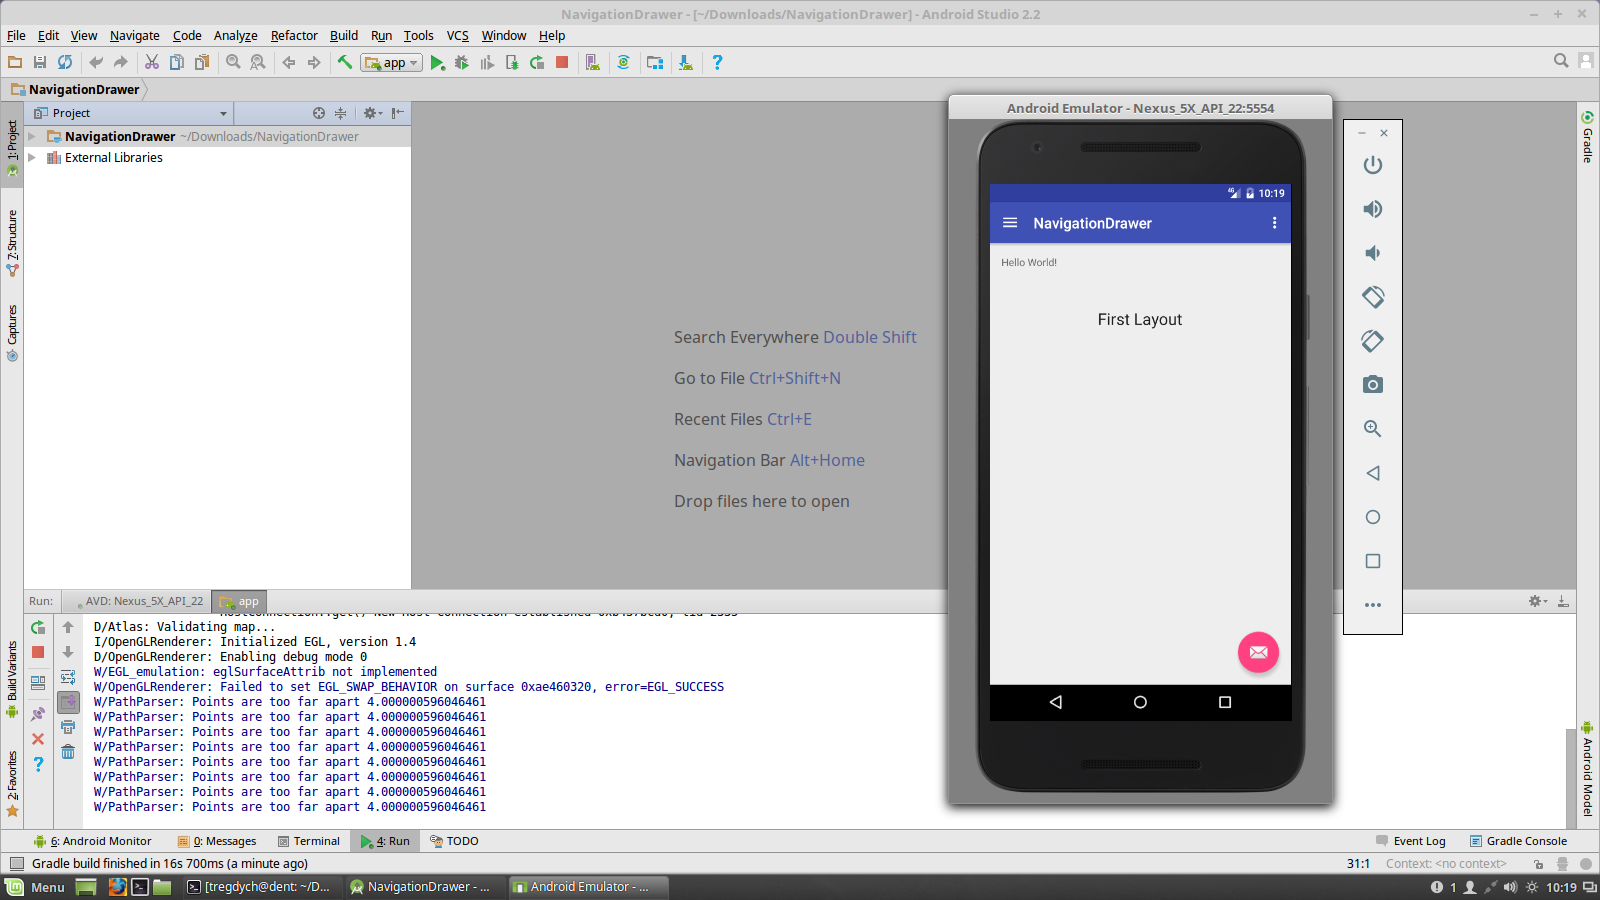 NavigationDrawer - [~/Downloads/NavigationDrawer] - Android Studio 2.2
File Edit View Navigate Code Analyze Refactor Build Run Tools VCS Window Help
app
NavigationDrawer
Project
NavigationDrawer ~/Downloads/NavigationDrawer
External Libraries
1: Project
7: Structure
Captures
Build Variants
2: Favorites
Search Everywhere Double Shift
Go to File Ctrl+Shift+N
Recent Files Ctrl+E
Navigation Bar Alt+Home
Drop files here to open
Android Emulator - Nexus_5X_API_22:5554
4G 10:19
NavigationDrawer
Hello World!
First Layout
Gradle
Android Model
Run: AVD: Nexus_5X_API_22 app
D/Atlas: Validating map...
I/OpenGLRenderer: Initialized EGL, version 1.4
D/OpenGLRenderer: Enabling debug mode 0
W/EGL_emulation: eglSurfaceAttrib not implemented
W/OpenGLRenderer: Failed to set EGL_SWAP_BEHAVIOR on surface 0xae460320, error=EGL_SUCCESS
W/PathParser: Points are too far apart 4.000000596046461
W/PathParser: Points are too far apart 4.000000596046461
W/PathParser: Points are too far apart 4.000000596046461
W/PathParser: Points are too far apart 4.000000596046461
W/PathParser: Points are too far apart 4.000000596046461
W/PathParser: Points are too far apart 4.000000596046461
W/PathParser: Points are too far apart 4.000000596046461
W/PathParser: Points are too far apart 4.000000596046461
6: Android Monitor 0: Messages Terminal 4: Run TODO Event Log Gradle Console
Gradle build finished in 16s 700ms (a minute ago) 31:1 Context: <no context>
Menu [tregdych@dent: ~/D... NavigationDrawer - ... Android Emulator - ... 1 10:19